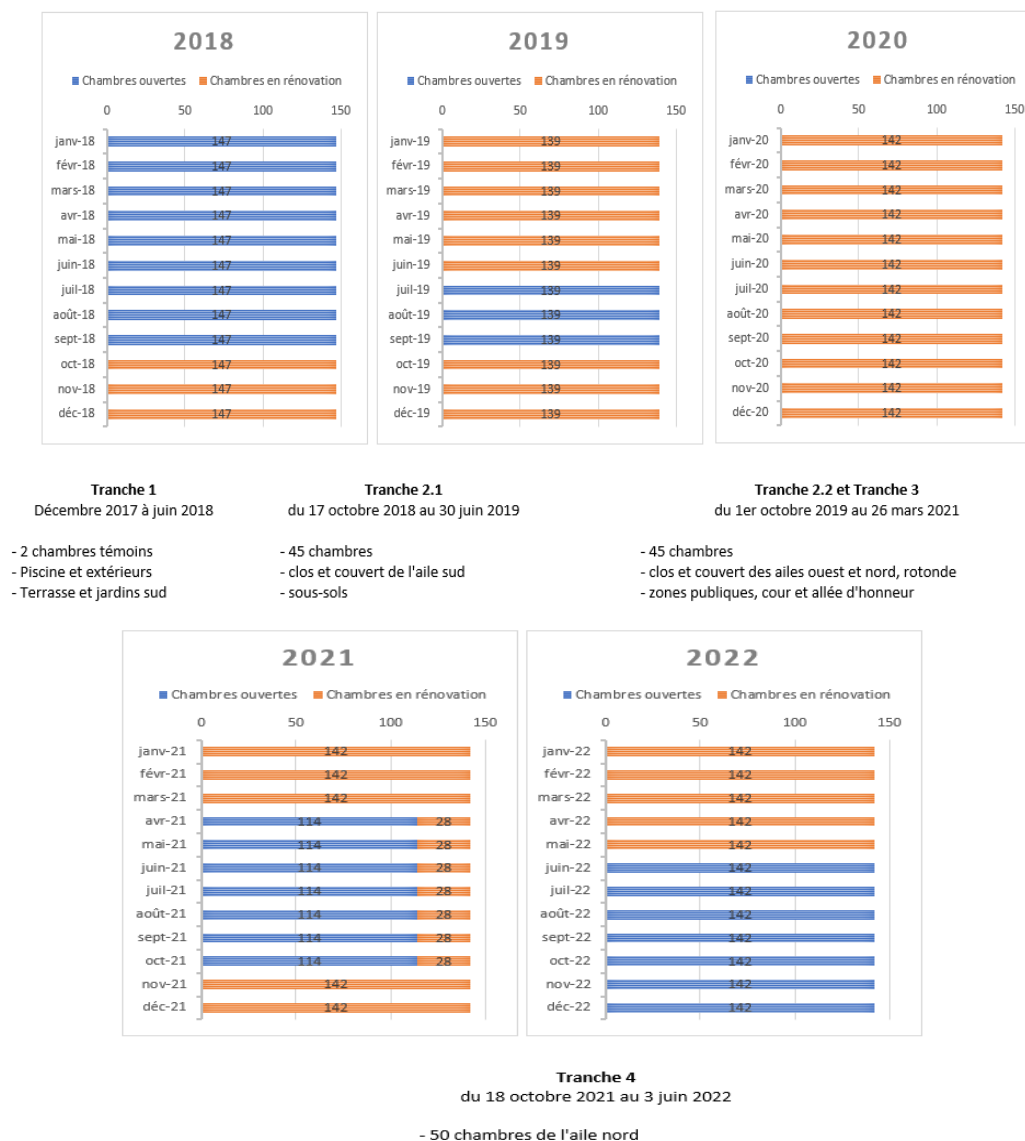 2018
Chambres ouvertes Chambres en rénovation
0 50 100 150
janv-18 147
févr-18 147
mars-18 147
avr-18 147
mai-18 147
juin-18 147
juil-18 147
août-18 147
sept-18 147
oct-18 147
nov-18 147
déc-18 147
2019
Chambres ouvertes Chambres en rénovation
0 50 100 150
janv-19 139
févr-19 139
mars-19 139
avr-19 139
mai-19 139
juin-19 139
juil-19 139
août-19 139
sept-19 139
oct-19 139
nov-19 139
déc-19 139
2020
Chambres ouvertes Chambres en rénovation
0 50 100 150
janv-20 142
févr-20 142
mars-20 142
avr-20 142
mai-20 142
juin-20 142
juil-20 142
août-20 142
sept-20 142
oct-20 142
nov-20 142
déc-20 142
Tranche 1
Décembre 2017 à juin 2018
- 2 chambres témoins
- Piscine et extérieurs
- Terrasse et jardins sud
Tranche 2.1
du 17 octobre 2018 au 30 juin 2019
- 45 chambres
- clos et couvert de l'aile sud
- sous-sols
Tranche 2.2 et Tranche 3
du 1er octobre 2019 au 26 mars 2021
- 45 chambres
- clos et couvert des ailes ouest et nord, rotonde
- zones publiques, cour et allée d'honneur
2021
Chambres ouvertes Chambres en rénovation
0 50 100 150
janv-21 142
févr-21 142
mars-21 142
avr-21 114 28
mai-21 114 28
juin-21 114 28
juil-21 114 28
août-21 114 28
sept-21 114 28
oct-21 114 28
nov-21 142
déc-21 142
2022
Chambres ouvertes Chambres en rénovation
0 50 100 150
janv-22 142
févr-22 142
mars-22 142
avr-22 142
mai-22 142
juin-22 142
juil-22 142
août-22 142
sept-22 142
oct-22 142
nov-22 142
déc-22 142
Tranche 4
du 18 octobre 2021 au 3 juin 2022
- 50 chambres de l'aile nord